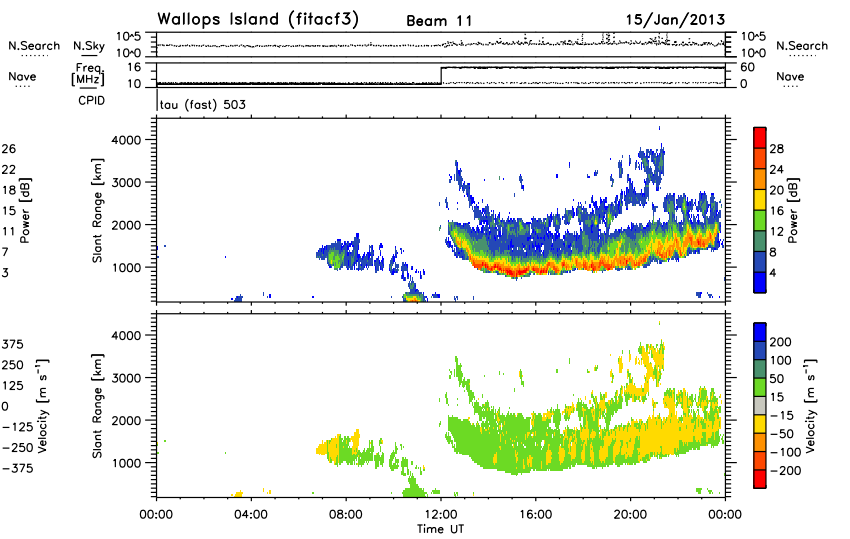 Wallops Island (fitacf3) Beam 11 15/Jan/2013
N.Search N.Sky 10^5 10^0 10^5 10^0 N.Search
Nave Freq. [MHz] 16 10 60 0 Nave
CPID tau (fast) 503
Power [dB] 26 22 18 15 11 7 3
Slant Range [km] 4000 3000 2000 1000
28 24 20 16 12 8 4 Power [dB]
375 250 125 0 −125 −250 −375 Velocity [m s⁻¹]
Slant Range [km] 4000 3000 2000 1000
200 100 50 15 −15 −50 −100 −200 Velocity [m s⁻¹]
00:00 04:00 08:00 12:00 16:00 20:00 00:00
Time UT